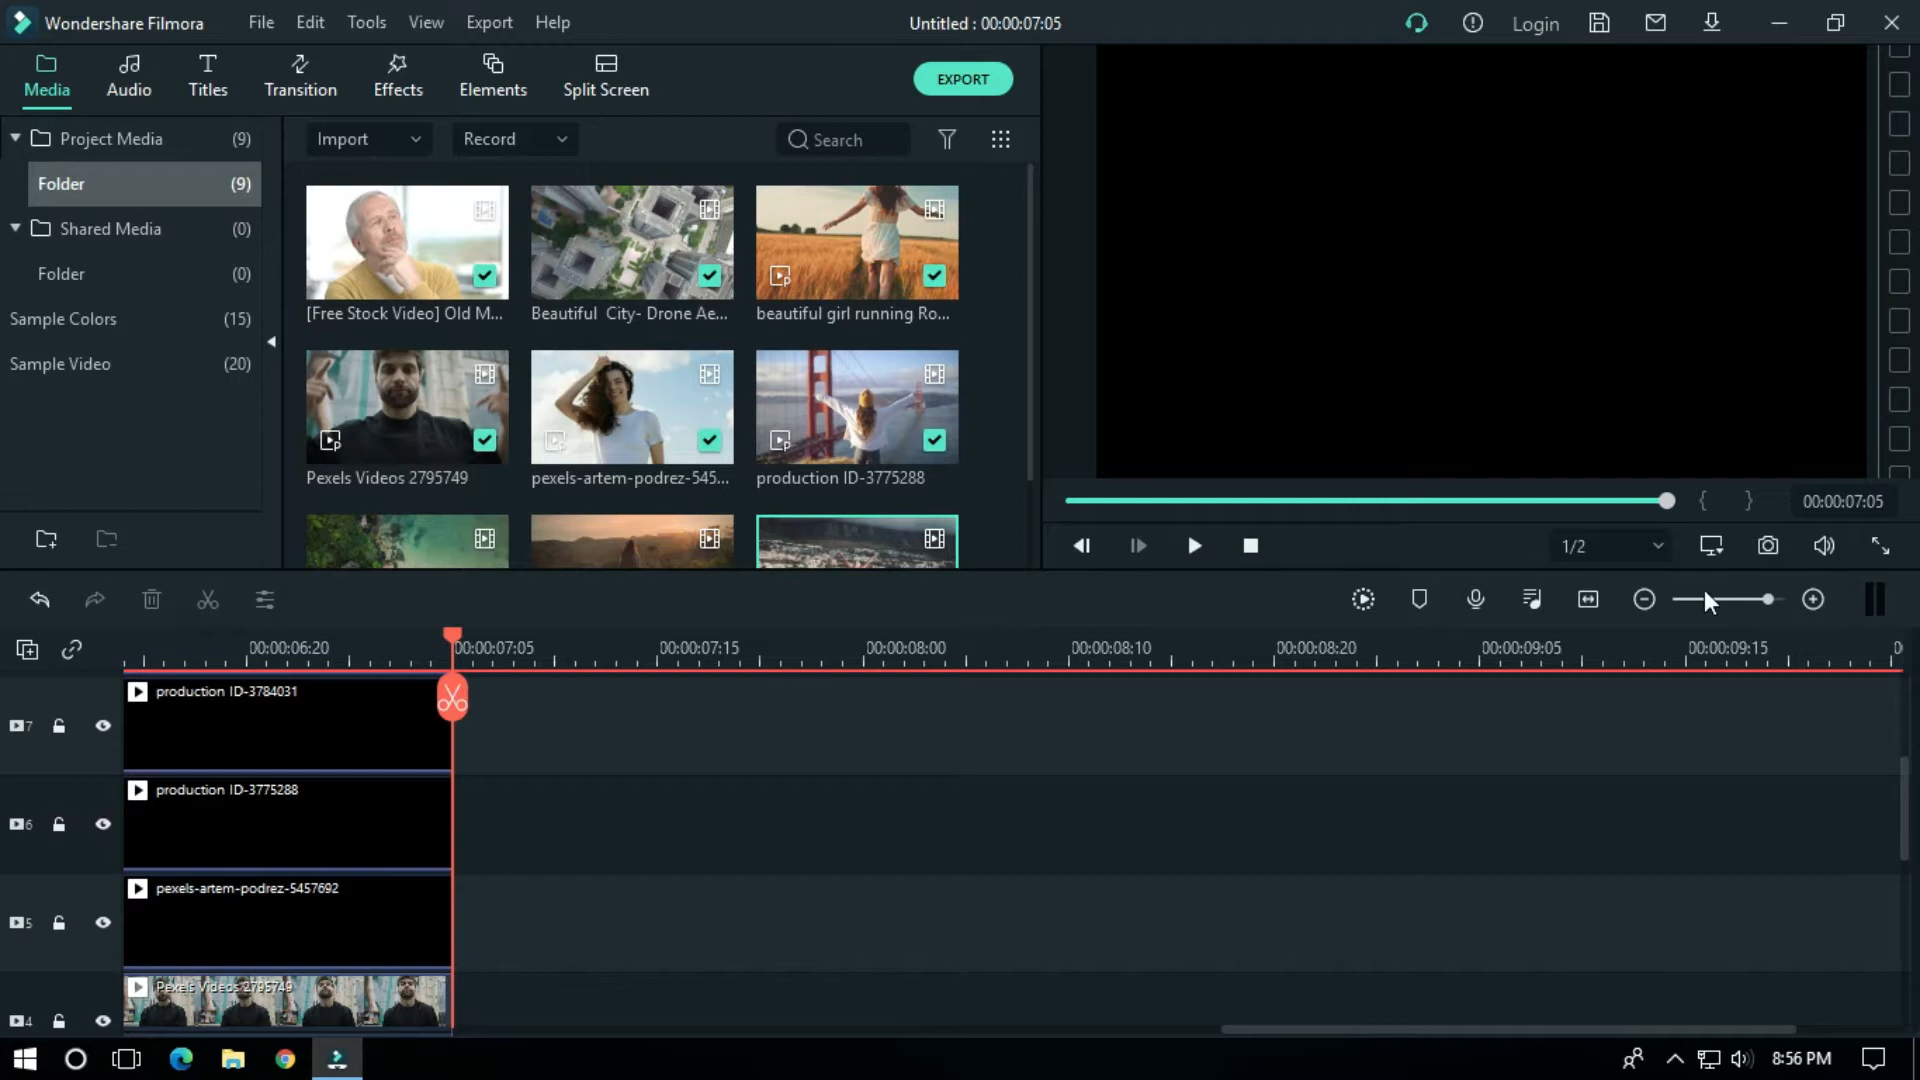 Wondershare Filmora
File Edit Tools View Export Help
Untitled : 00:00:07:05
Login
Media Audio Titles Transition Effects Elements Split Screen
EXPORT
Project Media (9)
Folder (9)
Shared Media (0)
Folder (0)
Sample Colors (15)
Sample Video (20)
Import Record Search
[Free Stock Video] Old M... Beautiful City- Drone Ae... beautiful girl running Ro...
Pexels Videos 2795749 pexels-artem-podrez-545... production ID-3775288
{ } 00:00:07:05
1/2
00:00:06:20 00:00:07:05 00:00:07:15 00:00:08:00 00:00:08:10 00:00:08:20 00:00:09:05 00:00:09:15
production ID-3784031
7
production ID-3775288
6
pexels-artem-podrez-5457692
5
Pexels Videos 2795749
4
8:56 PM